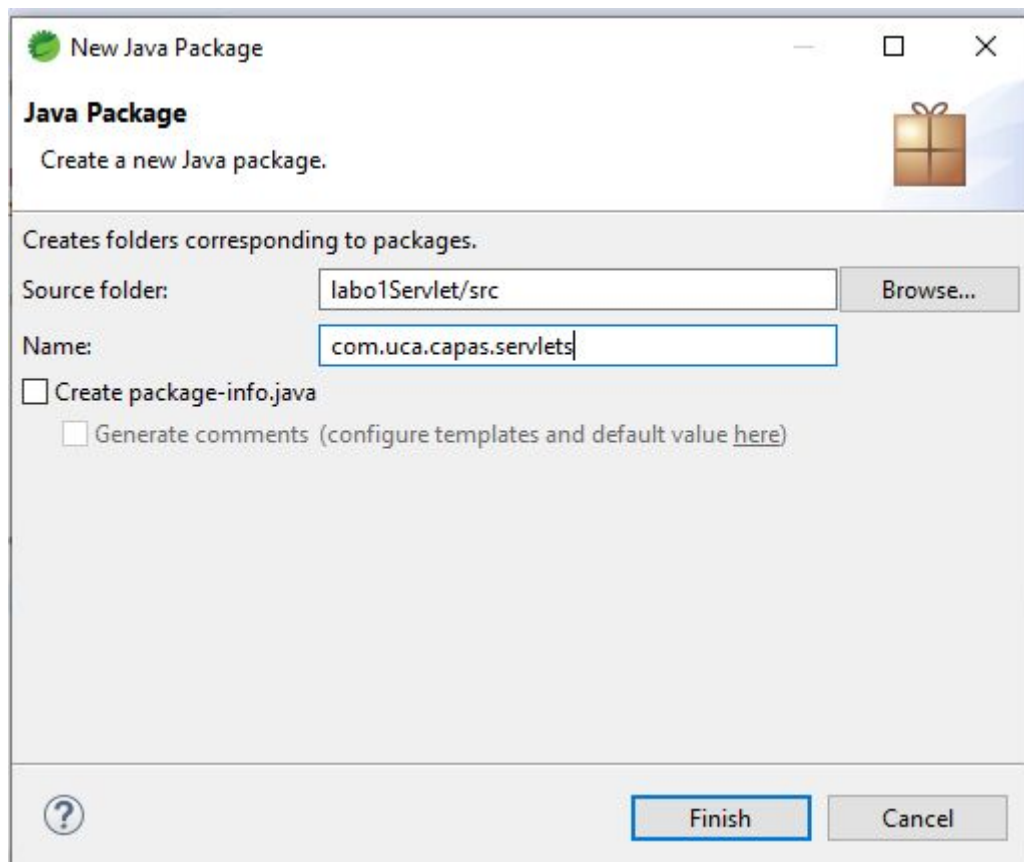 New Java Package
Java Package
Create a new Java package.
Creates folders corresponding to packages.
Source folder: labo1Servlet/src Browse...
Name: com.uca.capas.servlets
Create package-info.java
Generate comments (configure templates and default value here)
?
Finish Cancel